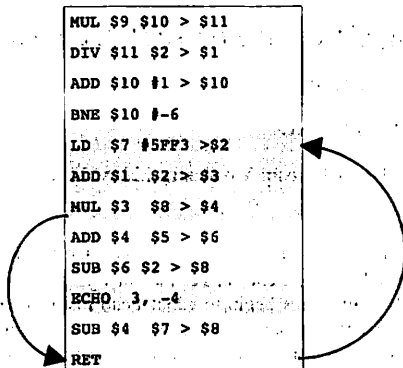 MUL $9 $10 > $11
DIV $11 $2 > $1
ADD $10 #1 > $10
BNE $10 #-6
LD $7 #5FF3 >$2
ADD $1 $2 > $3
MUL $3 $8 > $4
ADD $4 $5 > $6
SUB $6 $2 > $8
ECHO 3, -4
SUB $4 $7 > $8
RET